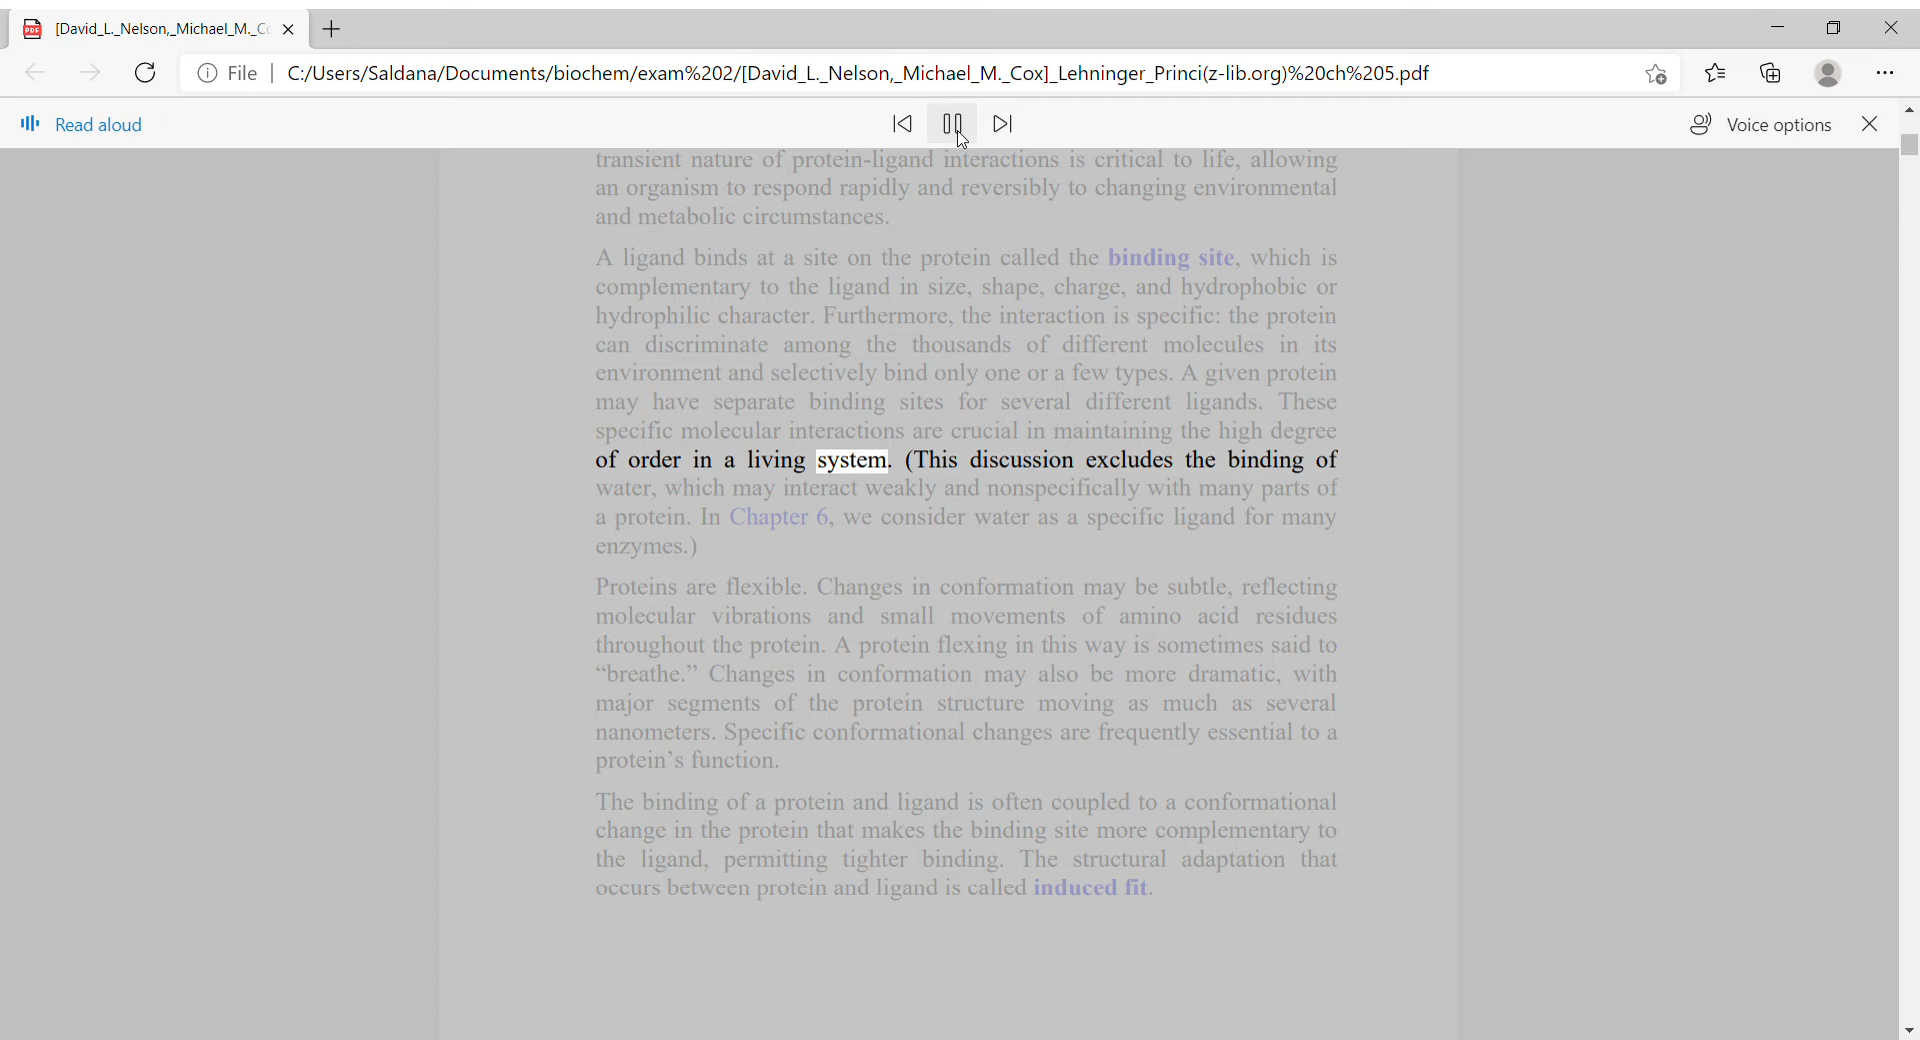 [David_L._Nelson,_Michael_M._Co
File
C:/Users/Saldana/Documents/biochem/exam%202/[David_L._Nelson,_Michael_M._Cox]_Lehninger_Princi(z-lib.org)%20ch%205.pdf
Read aloud
Voice options
transient nature of protein-ligand interactions is critical to life, allowing
an organism to respond rapidly and reversibly to changing environmental
and metabolic circumstances.
A ligand binds at a site on the protein called the binding site, which is
complementary to the ligand in size, shape, charge, and hydrophobic or
hydrophilic character. Furthermore, the interaction is specific: the protein
can discriminate among the thousands of different molecules in its
environment and selectively bind only one or a few types. A given protein
may have separate binding sites for several different ligands. These
specific molecular interactions are crucial in maintaining the high degree
of order in a living system. (This discussion excludes the binding of
water, which may interact weakly and nonspecifically with many parts of
a protein. In Chapter 6, we consider water as a specific ligand for many
enzymes.)
Proteins are flexible. Changes in conformation may be subtle, reflecting
molecular vibrations and small movements of amino acid residues
throughout the protein. A protein flexing in this way is sometimes said to
“breathe.” Changes in conformation may also be more dramatic, with
major segments of the protein structure moving as much as several
nanometers. Specific conformational changes are frequently essential to a
protein’s function.
The binding of a protein and ligand is often coupled to a conformational
change in the protein that makes the binding site more complementary to
the ligand, permitting tighter binding. The structural adaptation that
occurs between protein and ligand is called induced fit.